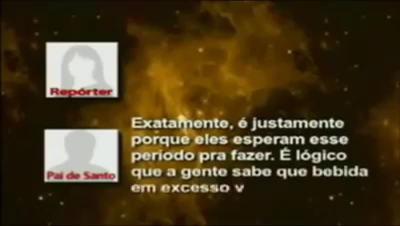 Repórter
Exatamente, é justamente
porque eles esperam esse
período pra fazer. É lógico
que a gente sabe que bebida
em excesso v
Pai de Santo